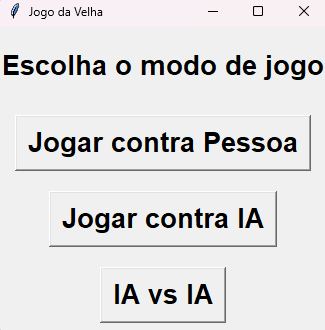 Jogo da Velha
Escolha o modo de jogo
Jogar contra Pessoa
Jogar contra IA
IA vs IA